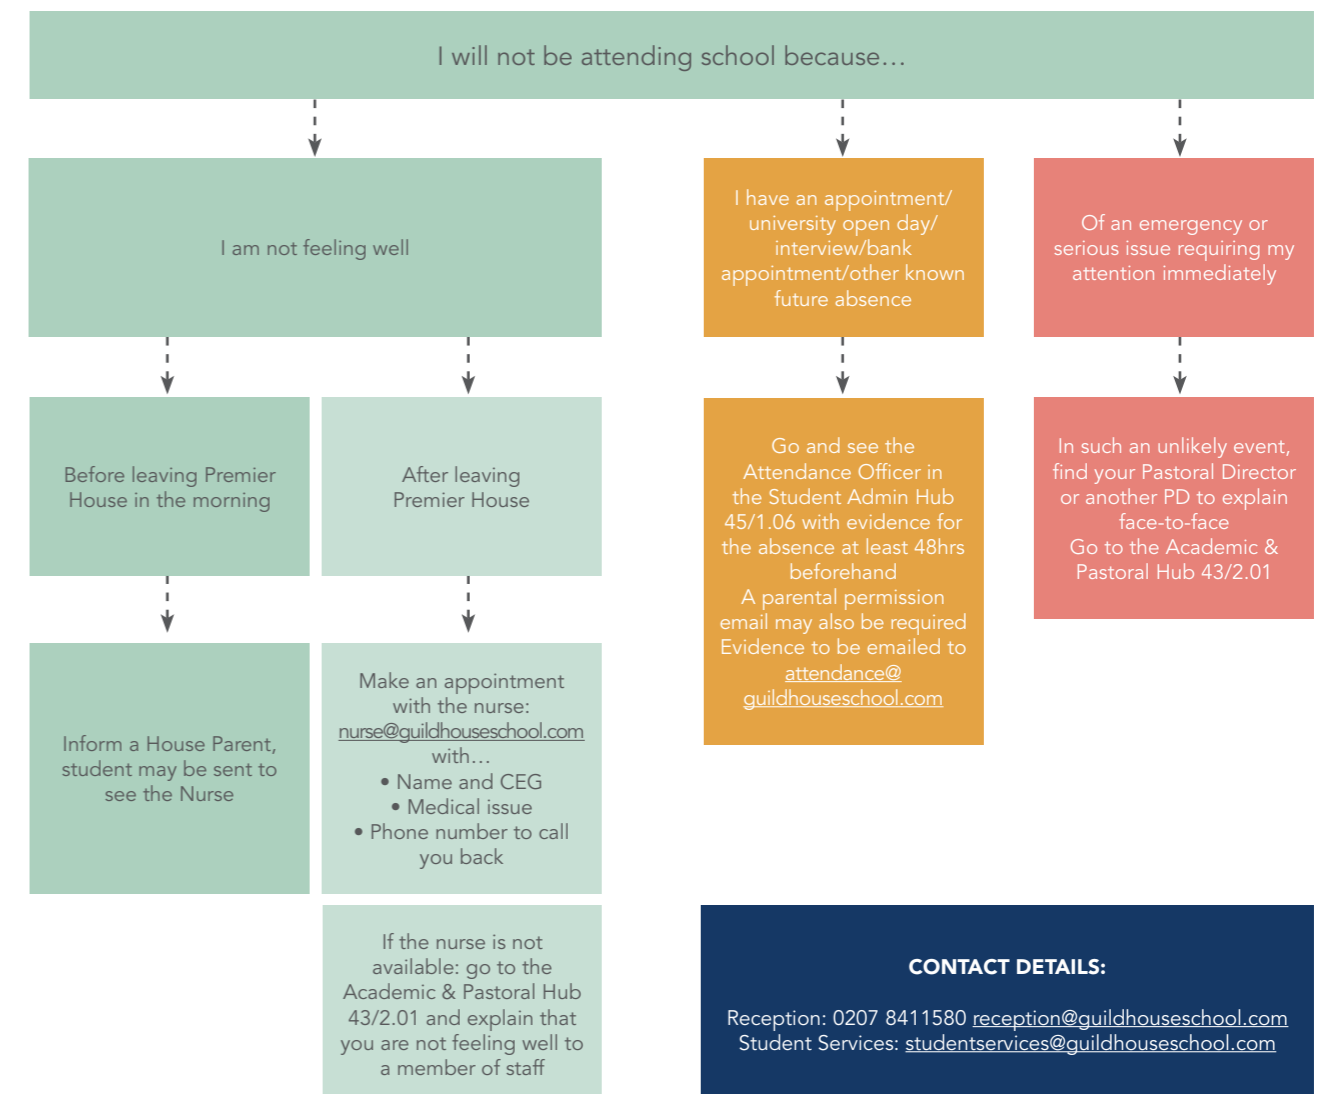 I will not be attending school because…
I am not feeling well
I have an appointment/
university open day/
interview/bank
appointment/other known
future absence
Of an emergency or
serious issue requiring my
attention immediately
Before leaving Premier
House in the morning
After leaving
Premier House
Go and see the
Attendance Officer in
the Student Admin Hub
45/1.06 with evidence for
the absence at least 48hrs
beforehand
A parental permission
email may also be required
Evidence to be emailed to
attendance@
guildhouseschool.com
In such an unlikely event,
find your Pastoral Director
or another PD to explain
face-to-face
Go to the Academic &
Pastoral Hub 43/2.01
Inform a House Parent,
student may be sent to
see the Nurse
Make an appointment
with the nurse:
nurse@guildhouseschool.com
with…
• Name and CEG
• Medical issue
• Phone number to call
you back
If the nurse is not
available: go to the
Academic & Pastoral Hub
43/2.01 and explain that
you are not feeling well to
a member of staff
CONTACT DETAILS:
Reception: 0207 8411580 reception@guildhouseschool.com
Student Services: studentservices@guildhouseschool.com